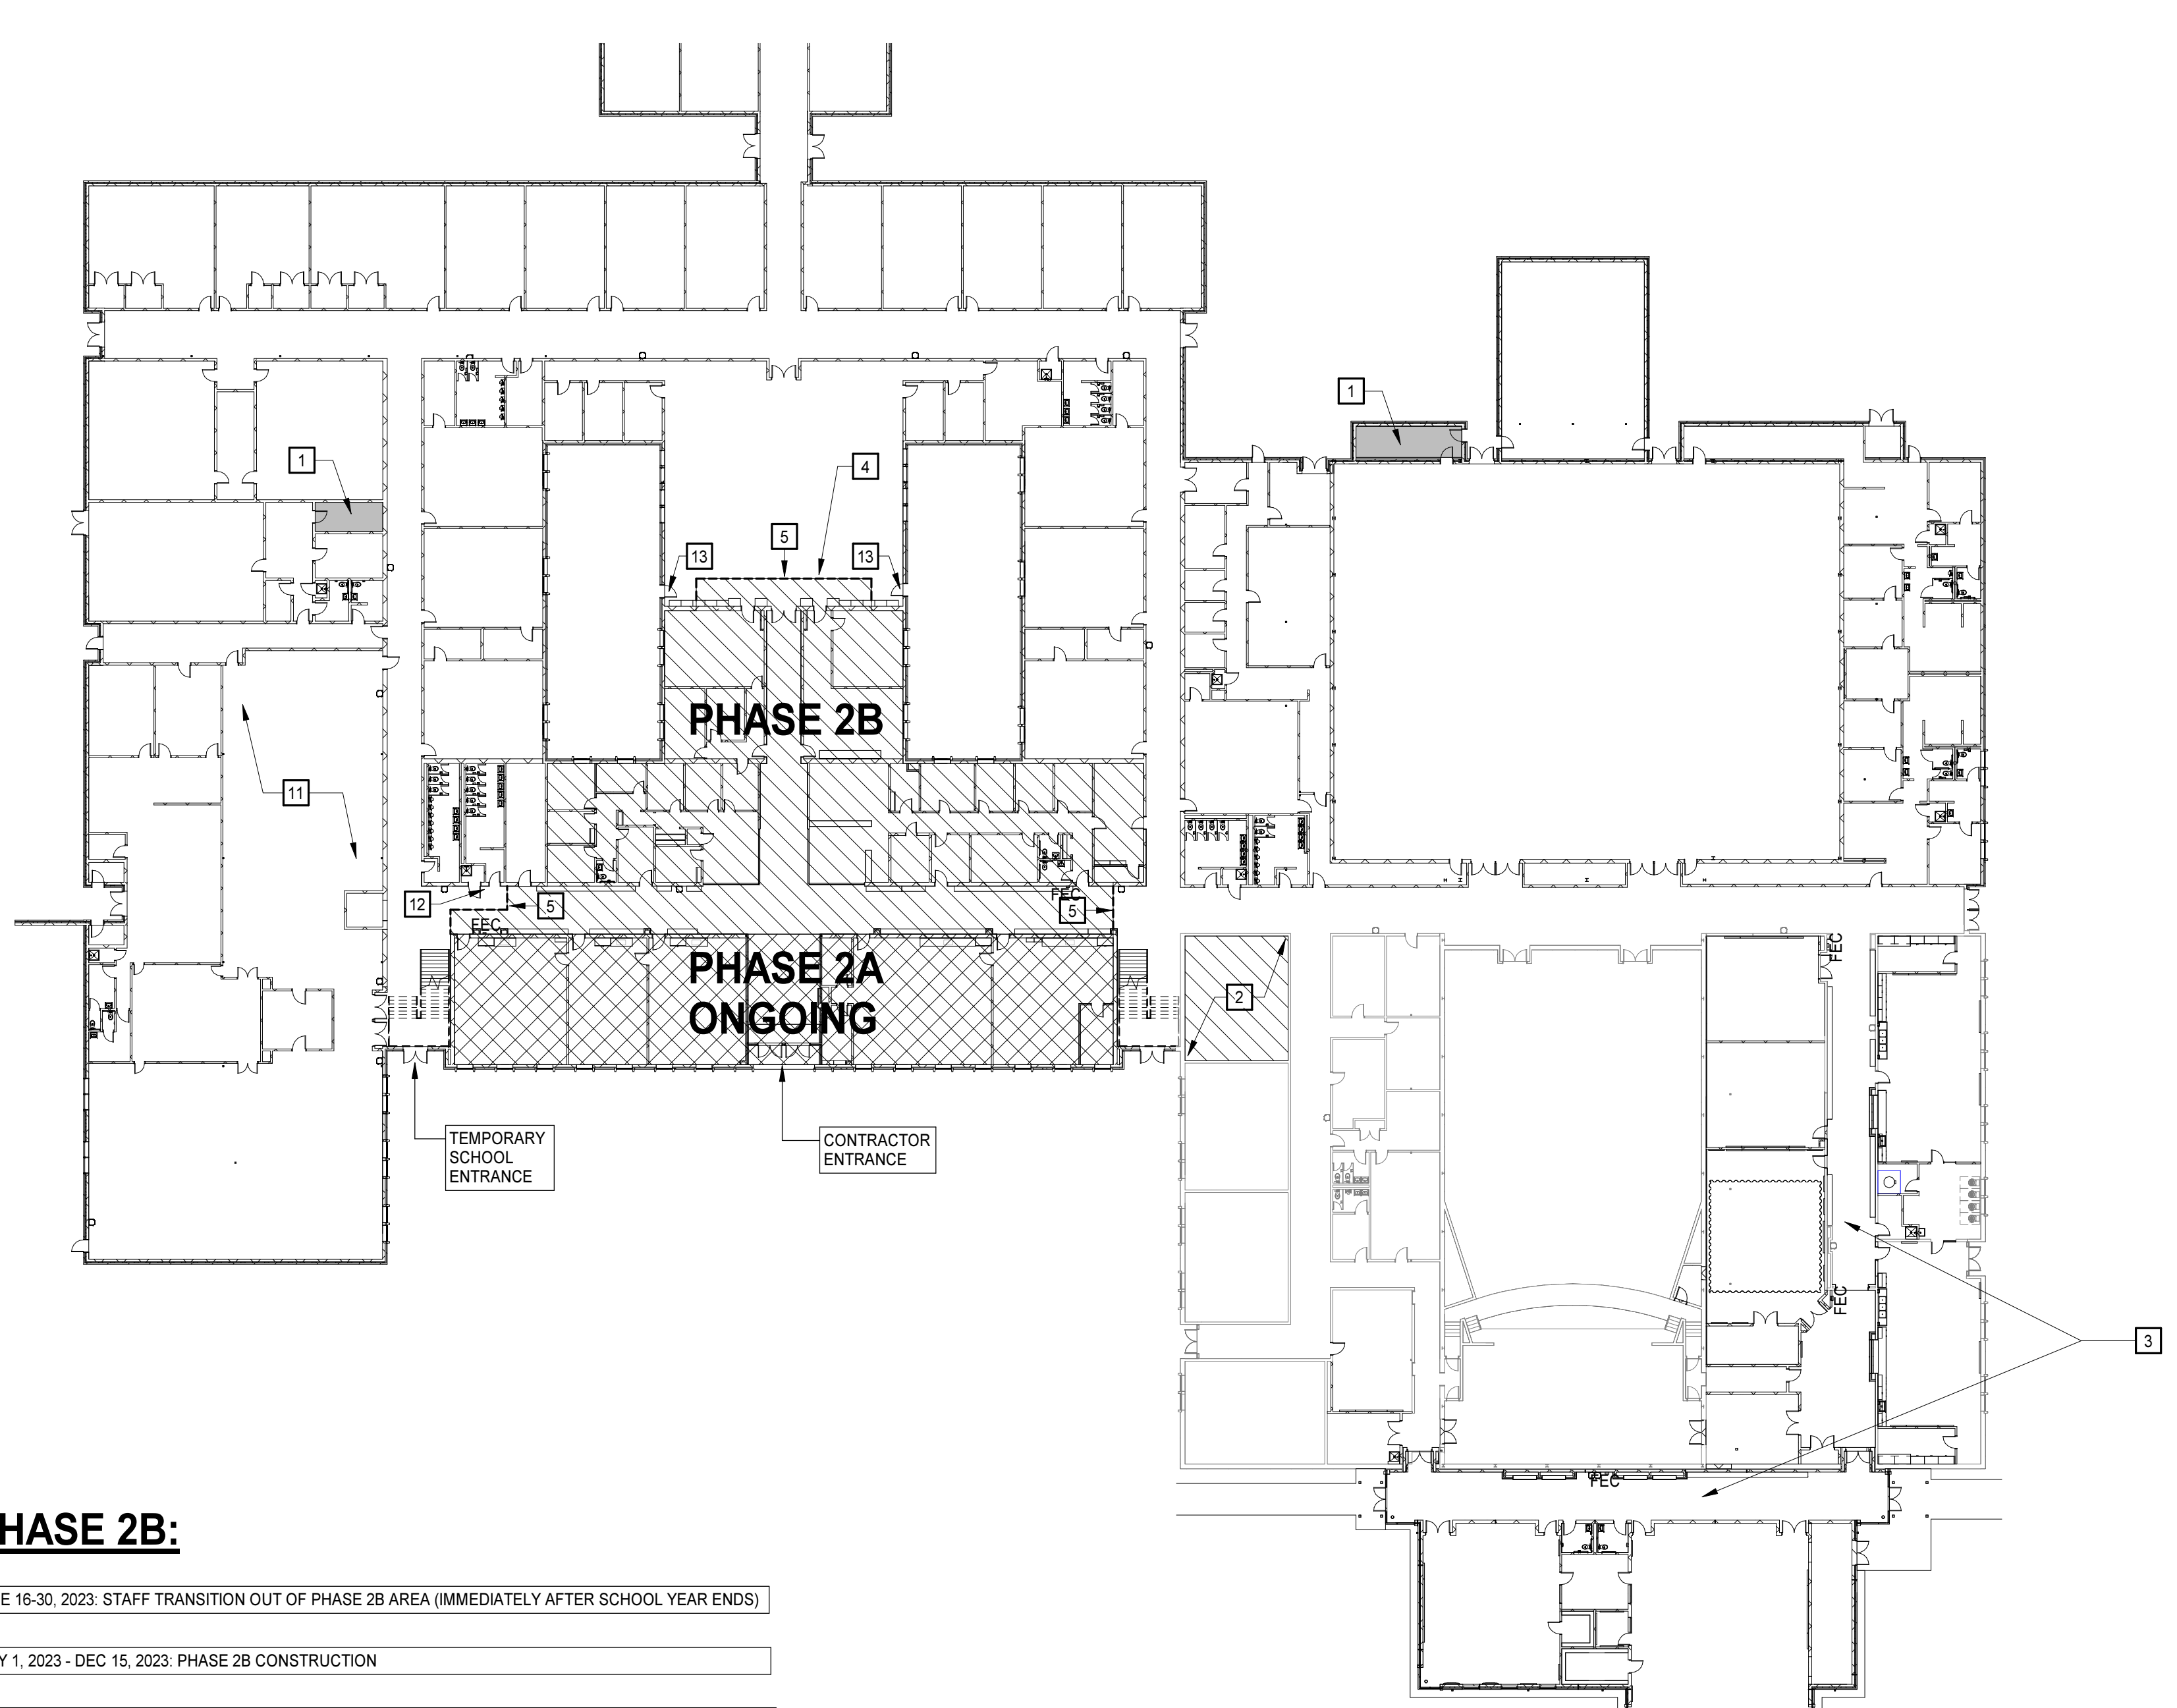 1
1
4
5
13
13
PHASE 2B
11
12
5
FEC
FEC
5
FEC
PHASE 2A
ONGOING
2
TEMPORARY
SCHOOL
ENTRANCE
CONTRACTOR
ENTRANCE
FEC
3
FEC
HASE 2B:
E 16-30, 2023: STAFF TRANSITION OUT OF PHASE 2B AREA (IMMEDIATELY AFTER SCHOOL YEAR ENDS)
Y 1, 2023 - DEC 15, 2023: PHASE 2B CONSTRUCTION